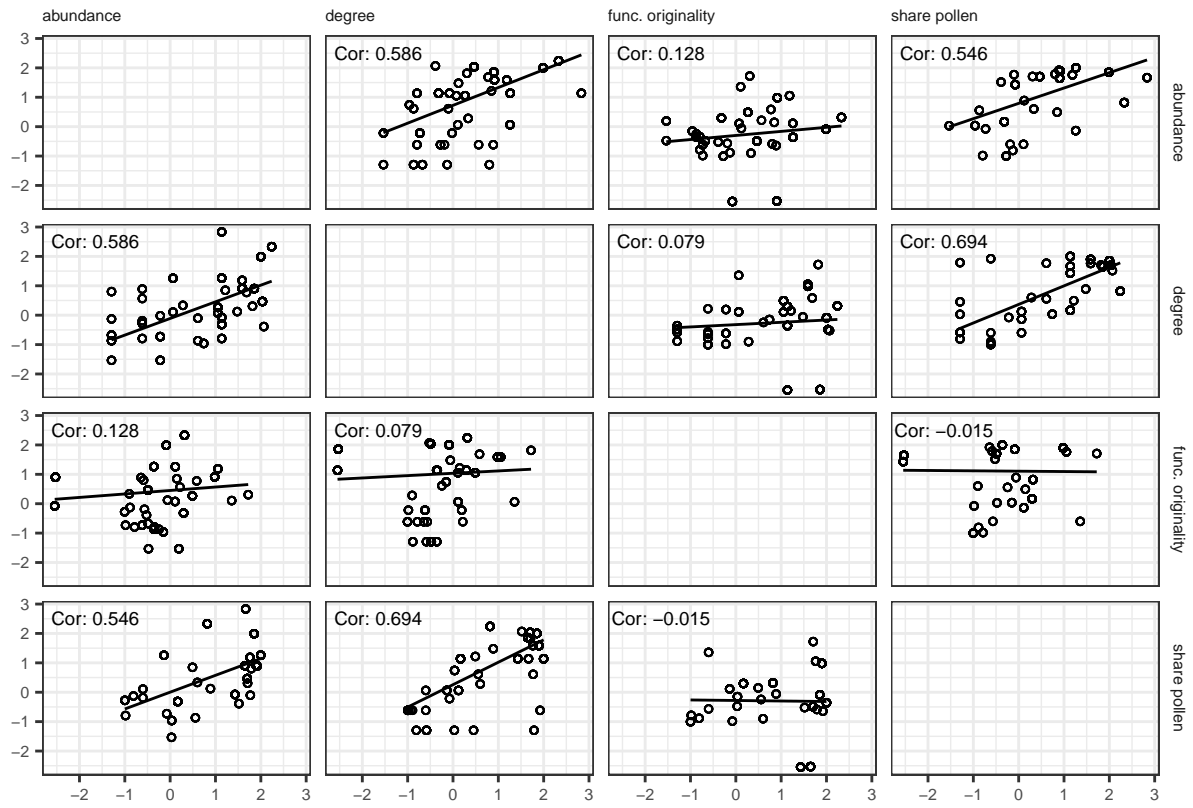 abundance degree func. originality share pollen
3 Cor: 0.586 Cor: 0.128 Cor: 0.546
2
1
0
−1
−2
abundance
3 Cor: 0.586 Cor: 0.079 Cor: 0.694
2
1
0
−1
−2
degree
3 Cor: 0.128 Cor: 0.079 Cor: −0.015
2
1
0
−1
−2
func. originality
3 Cor: 0.546 Cor: 0.694 Cor: −0.015
2
1
0
−1
−2
share pollen
−2 −1 0 1 2 3 −2 −1 0 1 2 3 −2 −1 0 1 2 3 −2 −1 0 1 2 3